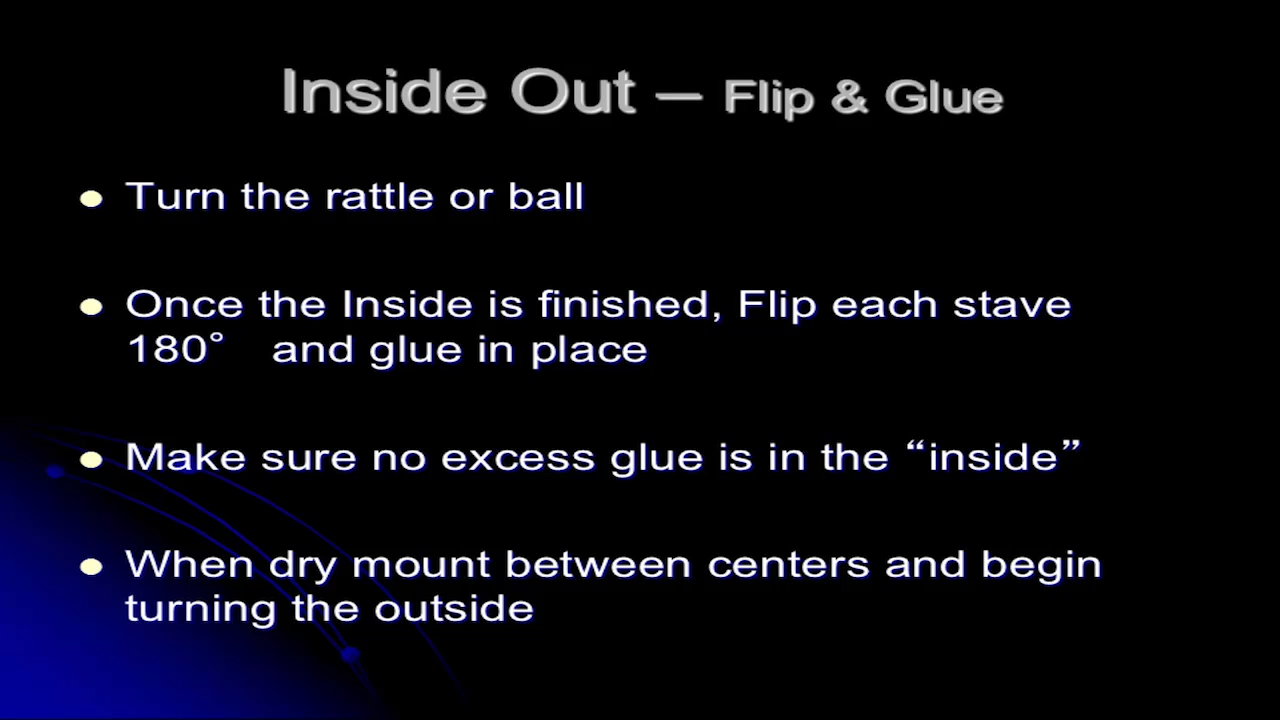 Inside Out – Flip & Glue
Turn the rattle or ball
Once the Inside is finished, Flip each stave
180° and glue in place
Make sure no excess glue is in the “inside”
When dry mount between centers and begin
turning the outside